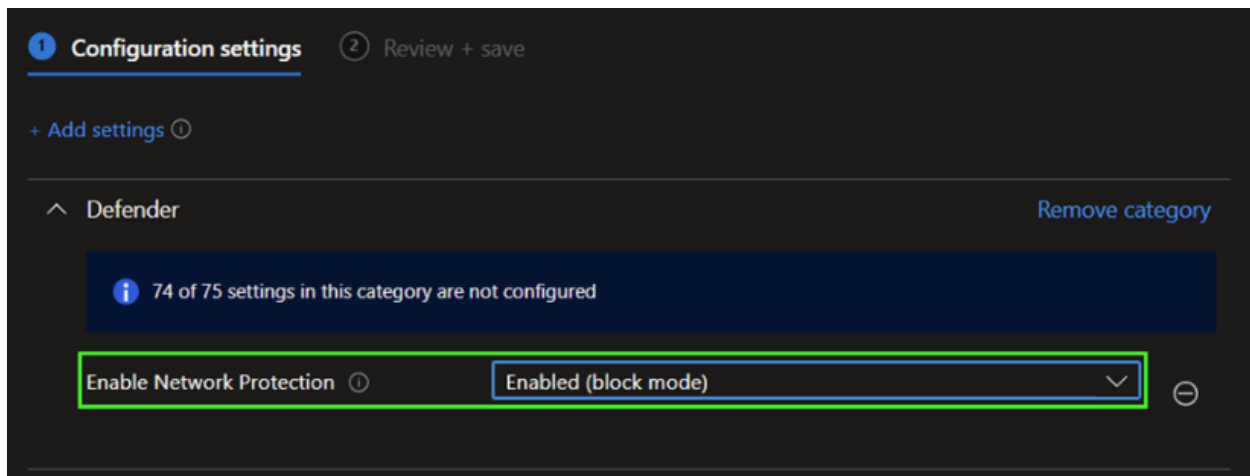 1 Configuration settings 2 Review + save
+ Add settings
Defender Remove category
74 of 75 settings in this category are not configured
Enable Network Protection Enabled (block mode)